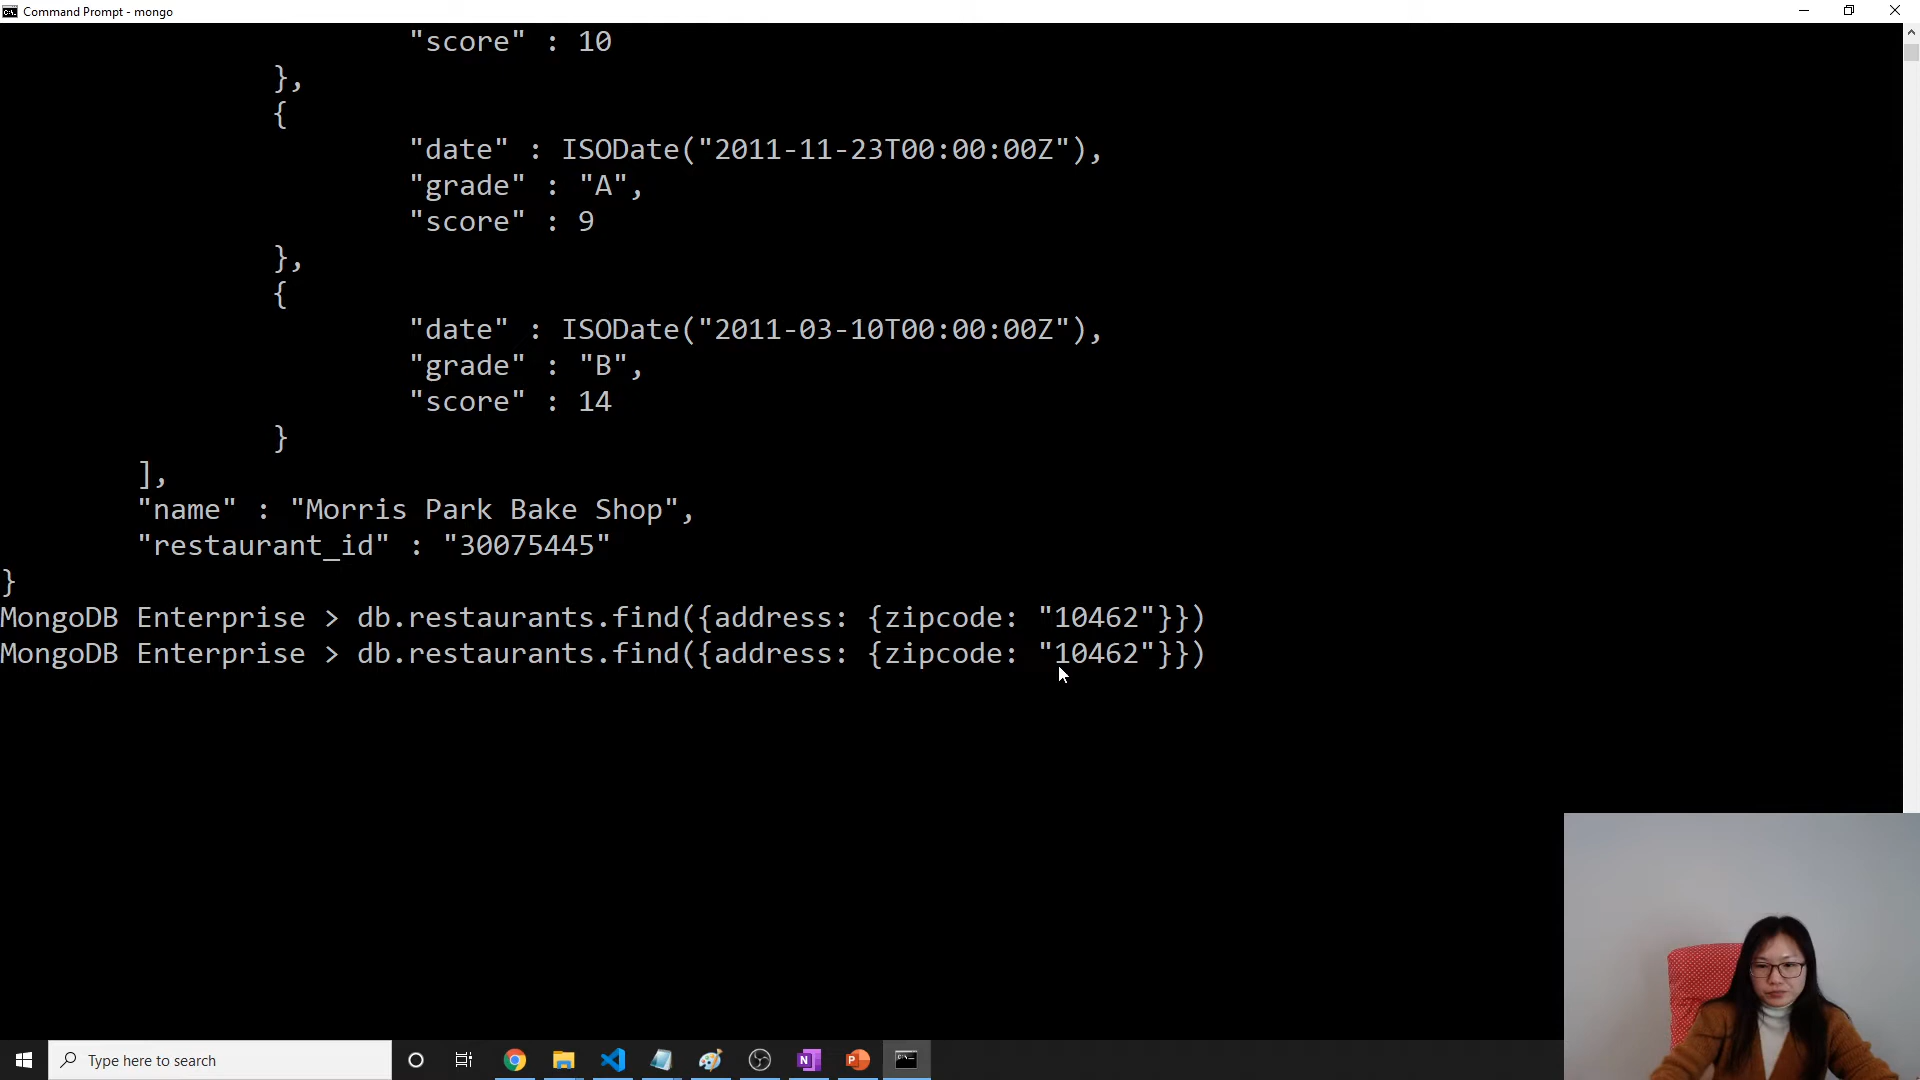 Command Prompt - mongo
"score" : 10
},
{
"date" : ISODate("2011-11-23T00:00:00Z"),
"grade" : "A",
"score" : 9
},
{
"date" : ISODate("2011-03-10T00:00:00Z"),
"grade" : "B",
"score" : 14
}
],
"name" : "Morris Park Bake Shop",
"restaurant_id" : "30075445"
}
MongoDB Enterprise > db.restaurants.find({address: {zipcode: "10462"}})
MongoDB Enterprise > db.restaurants.find({address: {zipcode: "10462"}})
Type here to search